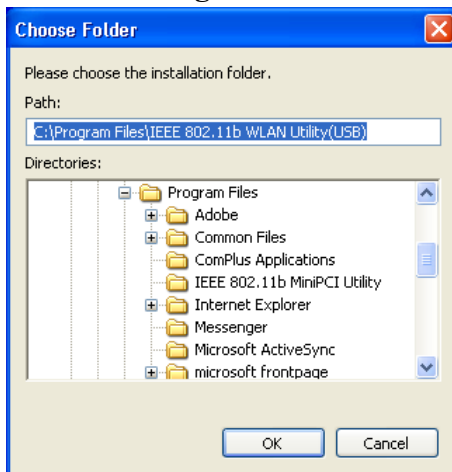 Choose Folder
Please choose the installation folder.
Path:
C:\Program Files\IEEE 802.11b WLAN Utility(USB)
Directories:
Program Files
Adobe
Common Files
ComPlus Applications
IEEE 802.11b MiniPCI Utility
Internet Explorer
Messenger
Microsoft ActiveSync
microsoft frontpage
OK
Cancel